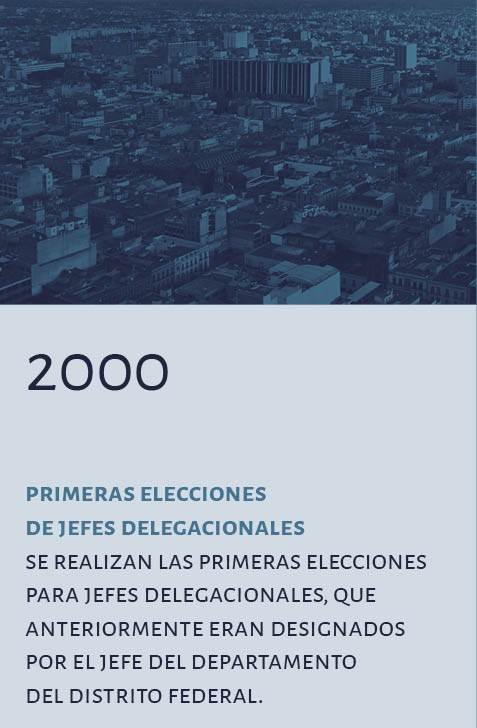 2000
PRIMERAS ELECCIONES
DE JEFES DELEGACIONALES
SE REALIZAN LAS PRIMERAS ELECCIONES
PARA JEFES DELEGACIONALES, QUE
ANTERIORMENTE ERAN DESIGNADOS
POR EL JEFE DEL DEPARTAMENTO
DEL DISTRITO FEDERAL.